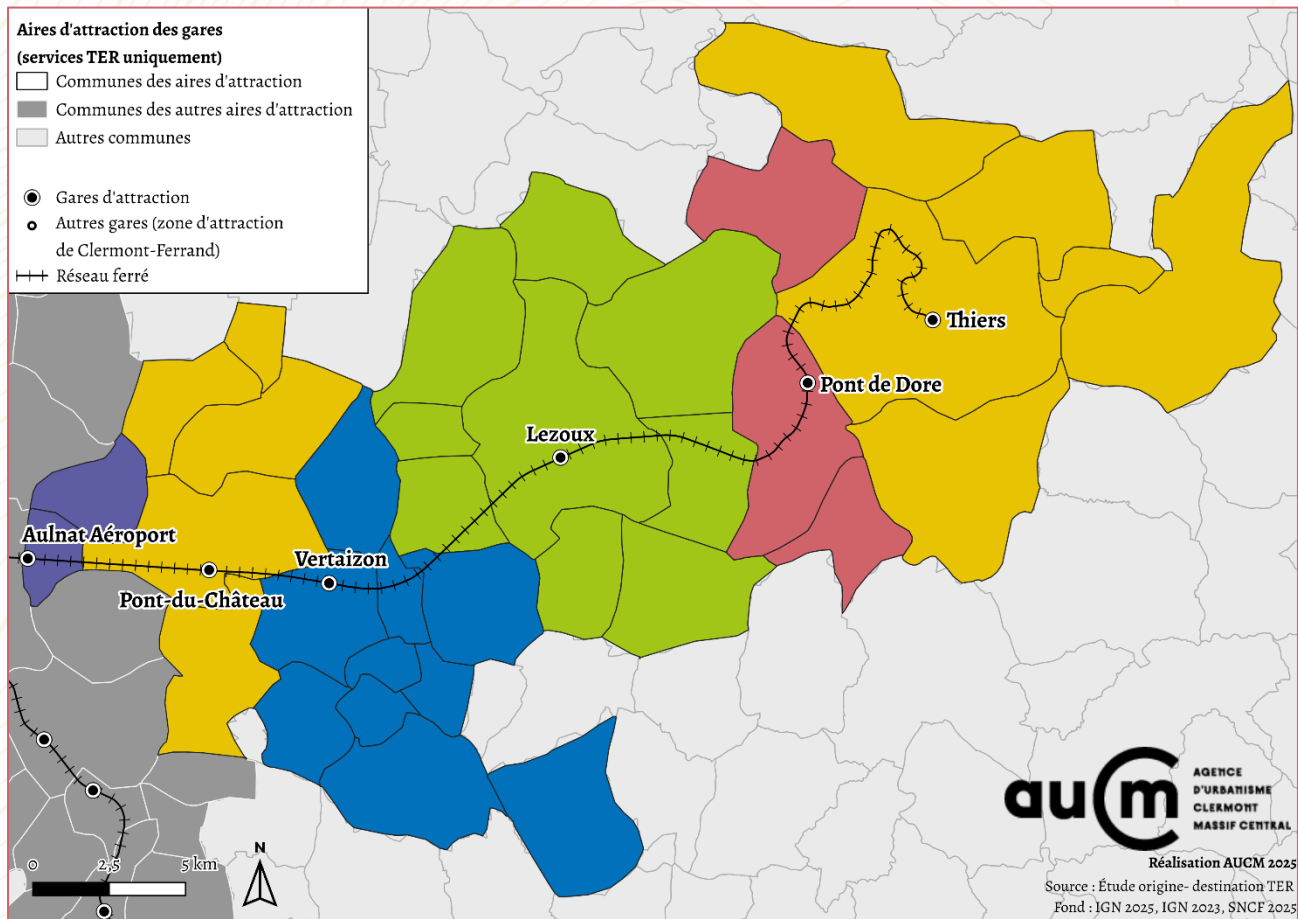 Aires d'attraction des gares
(services TER uniquement)
Communes des aires d'attraction
Communes des autres aires d'attraction
Autres communes
Gares d'attraction
Autres gares (zone d'attraction
de Clermont-Ferrand)
Réseau ferré
Thiers
Pont de Dore
Lezoux
Aulnat Aéroport
Vertaizon
Pont-du-Château
aucm
AGENCE
D'URBANISME
CLERMONT
MASSIF CENTRAL
N
0 2,5 5 km
Réalisation AUCM 2025
Source : Étude origine- destination TER
Fond : IGN 2025, IGN 2023, SNCF 2025